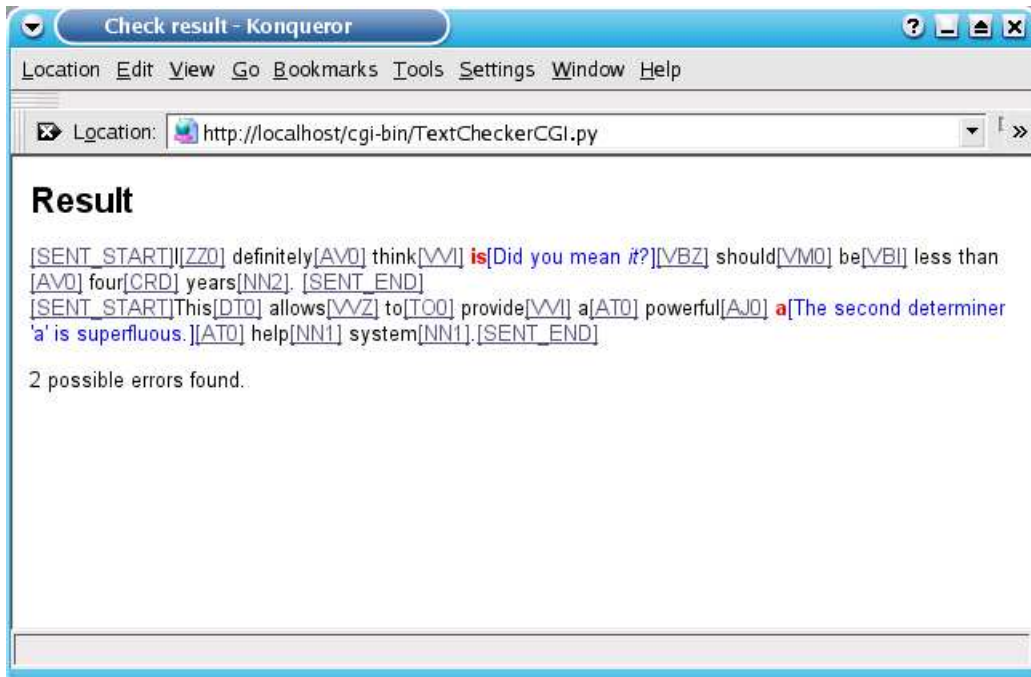 Check result - Konqueror
Location Edit View Go Bookmarks Tools Settings Window Help
Location: http://localhost/cgi-bin/TextCheckerCGI.py
Result
[SENT_START]I[ZZ0] definitely[AV0] think[VVI] is[Did you mean it?][VBZ] should[VM0] be[VBI] less than
[AV0] four[CRD] years[NN2]. [SENT_END]
[SENT_START]This[DT0] allows[VVZ] to[TO0] provide[VVI] a[AT0] powerful[AJ0] a[The second determiner
'a' is superfluous.][AT0] help[NN1] system[NN1].[SENT_END]
2 possible errors found.